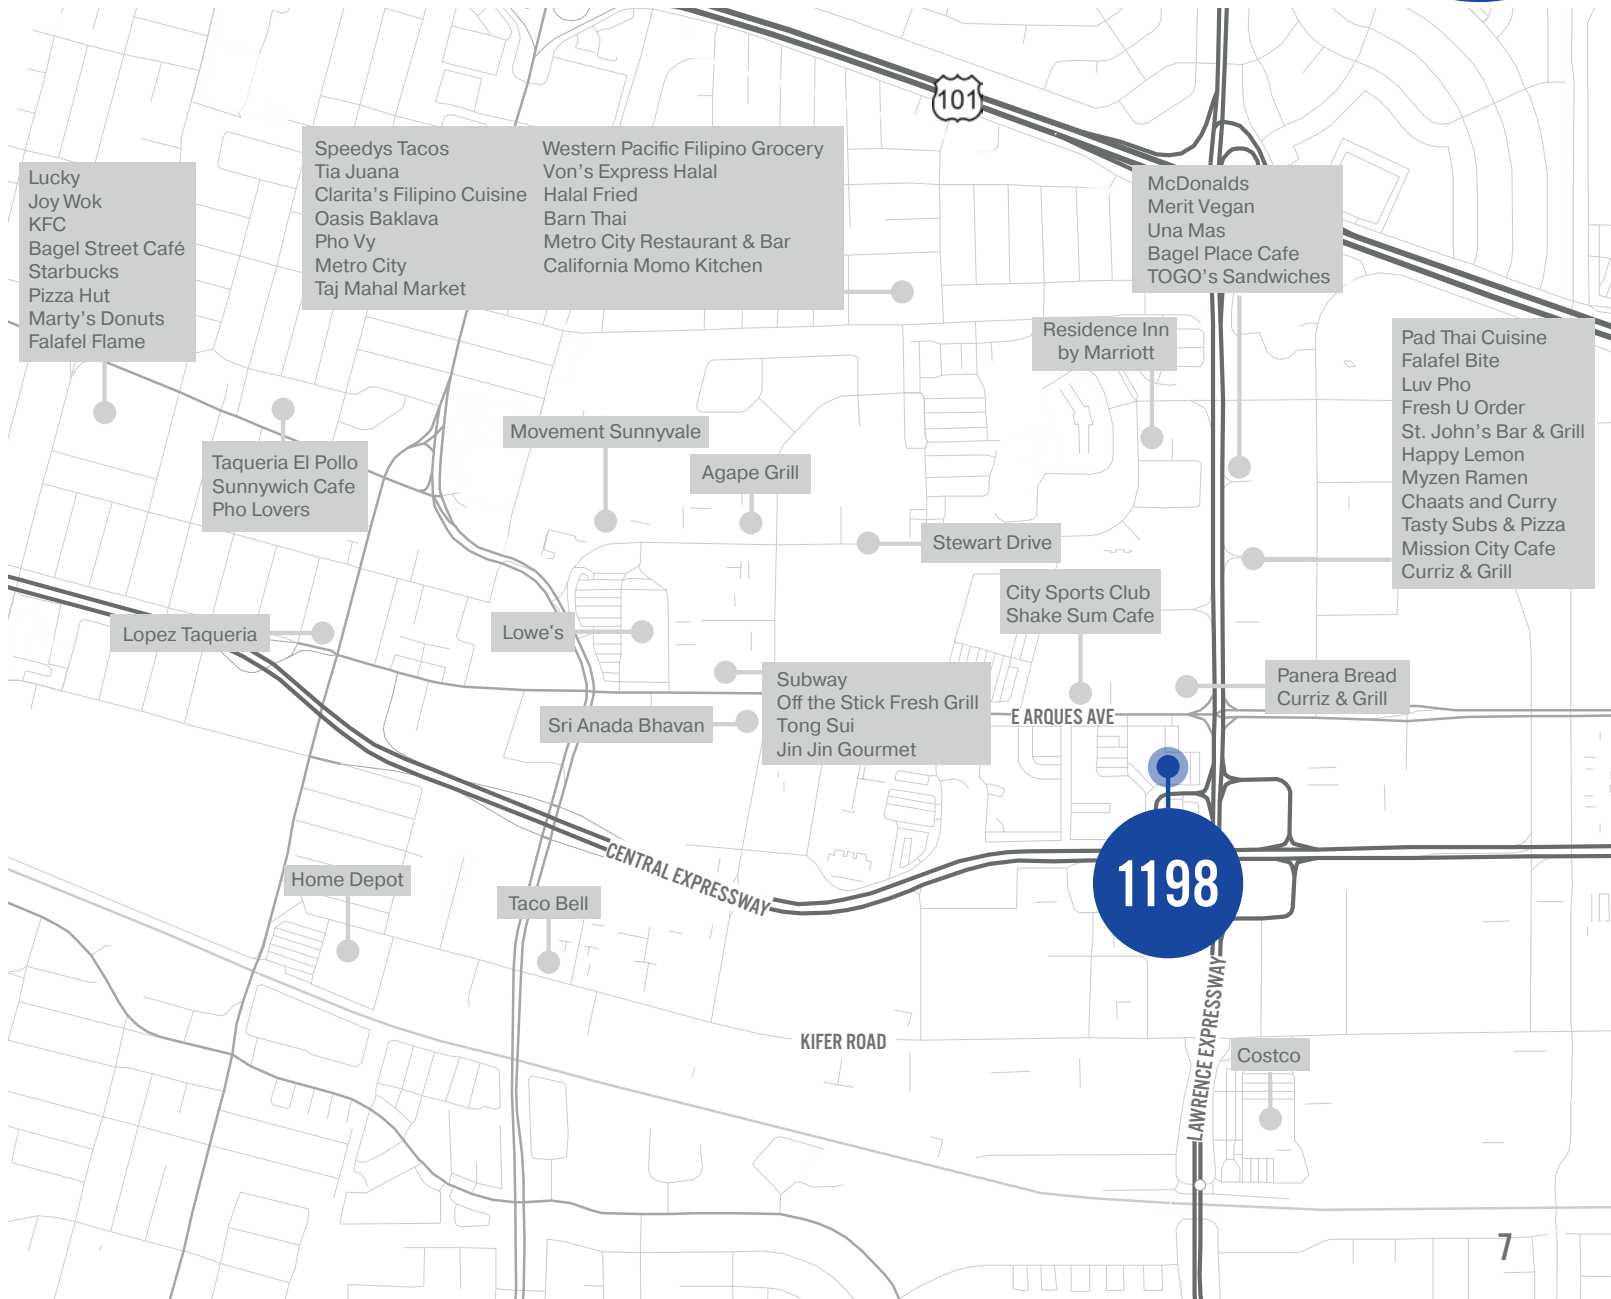 101
Speedys Tacos
Tia Juana
Clarita's Filipino Cuisine
Oasis Baklava
Pho Vy
Metro City
Taj Mahal Market
Western Pacific Filipino Grocery
Von's Express Halal
Halal Fried
Barn Thai
Metro City Restaurant & Bar
California Momo Kitchen
Lucky
Joy Wok
KFC
Bagel Street Café
Starbucks
Pizza Hut
Marty's Donuts
Falafel Flame
McDonalds
Merit Vegan
Una Mas
Bagel Place Cafe
TOGO's Sandwiches
Residence Inn
by Marriott
Pad Thai Cuisine
Falafel Bite
Luv Pho
Fresh U Order
St. John's Bar & Grill
Happy Lemon
Myzen Ramen
Chaats and Curry
Tasty Subs & Pizza
Mission City Cafe
Curriz & Grill
Movement Sunnyvale
Agape Grill
Taqueria El Pollo
Sunnywich Cafe
Pho Lovers
Stewart Drive
City Sports Club
Shake Sum Cafe
Lopez Taqueria
Lowe's
Subway
Off the Stick Fresh Grill
Tong Sui
Jin Jin Gourmet
Panera Bread
Curriz & Grill
Sri Anada Bhavan
E ARQUES AVE
CENTRAL EXPRESSWAY
1198
Home Depot
Taco Bell
LAWRENCE EXPRESSWAY
KIFER ROAD
Costco
7